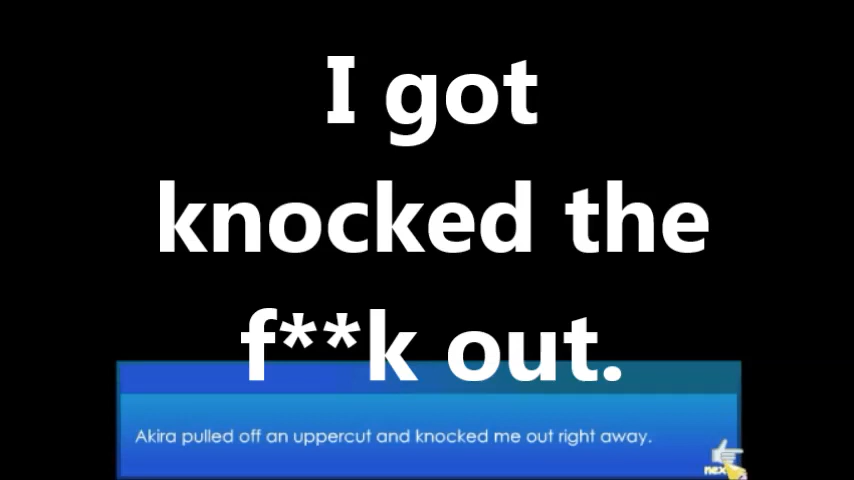 I got
knocked the
f**k out.
Akira pulled off an uppercut and knocked me out right away.